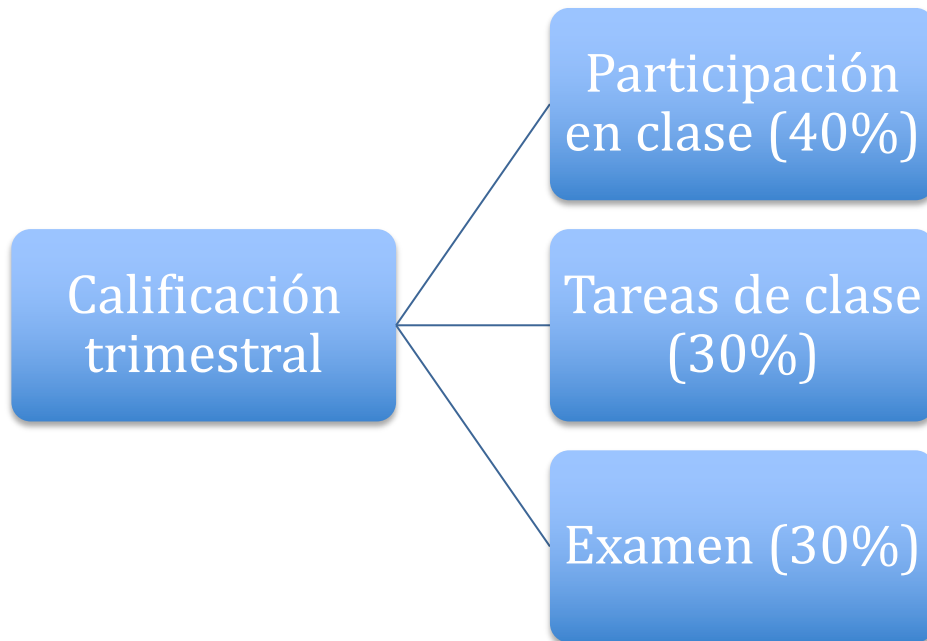 Participación
en clase (40%)
Calificación
trimestral
Tareas de clase
(30%)
Examen (30%)